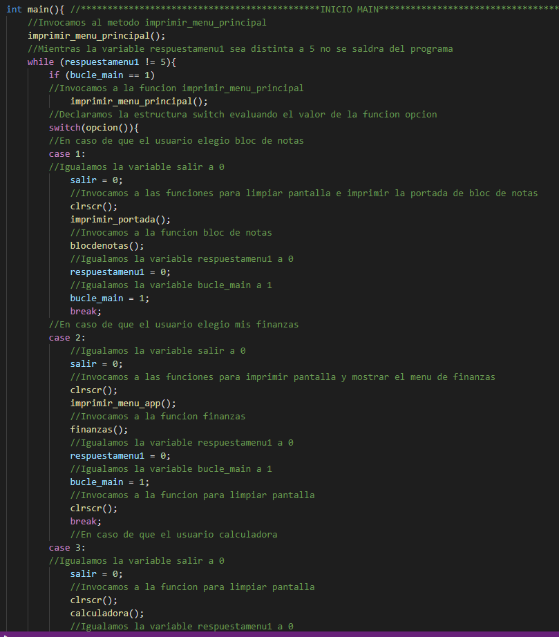 int main(){ //*********************************************INICIO MAIN**********************************
//Invocamos al metodo imprimir_menu_principal
imprimir_menu_principal();
//Mientras la variable respuestamenu1 sea distinta a 5 no se saldra del programa
while (respuestamenu1 != 5){
if (bucle_main == 1)
//Invocamos a la funcion imprimir_menu_principal
imprimir_menu_principal();
//Declaramos la estructura switch evaluando el valor de la funcion opcion
switch(opcion()){
//En caso de que el usuario elegio bloc de notas
case 1:
//Igualamos la variable salir a 0
salir = 0;
//Invocamos a las funciones para limpiar pantalla e imprimir la portada de bloc de notas
clrscr();
imprimir_portada();
//Invocamos a la funcion bloc de notas
blocdenotas();
//Igualamos la variable respuestamenu1 a 0
respuestamenu1 = 0;
//Igualamos la variable bucle_main a 1
bucle_main = 1;
break;
//En caso de que el usuario elegio mis finanzas
case 2:
//Igualamos la variable salir a 0
salir = 0;
//Invocamos a las funciones para imprimir pantalla y mostrar el menu de finanzas
clrscr();
imprimir_menu_app();
//Invocamos a la funcion finanzas
finanzas();
//Igualamos la variable respuestamenu1 a 0
respuestamenu1 = 0;
//Igualamos la variable bucle_main a 1
bucle_main = 1;
//Invocamos a la funcion para limpiar pantalla
clrscr();
break;
//En caso de que el usuario calculadora
case 3:
//Igualamos la variable salir a 0
salir = 0;
//Invocamos a la funcion para limpiar pantalla
clrscr();
calculadora();
//Igualamos la variable respuestamenu1 a 0